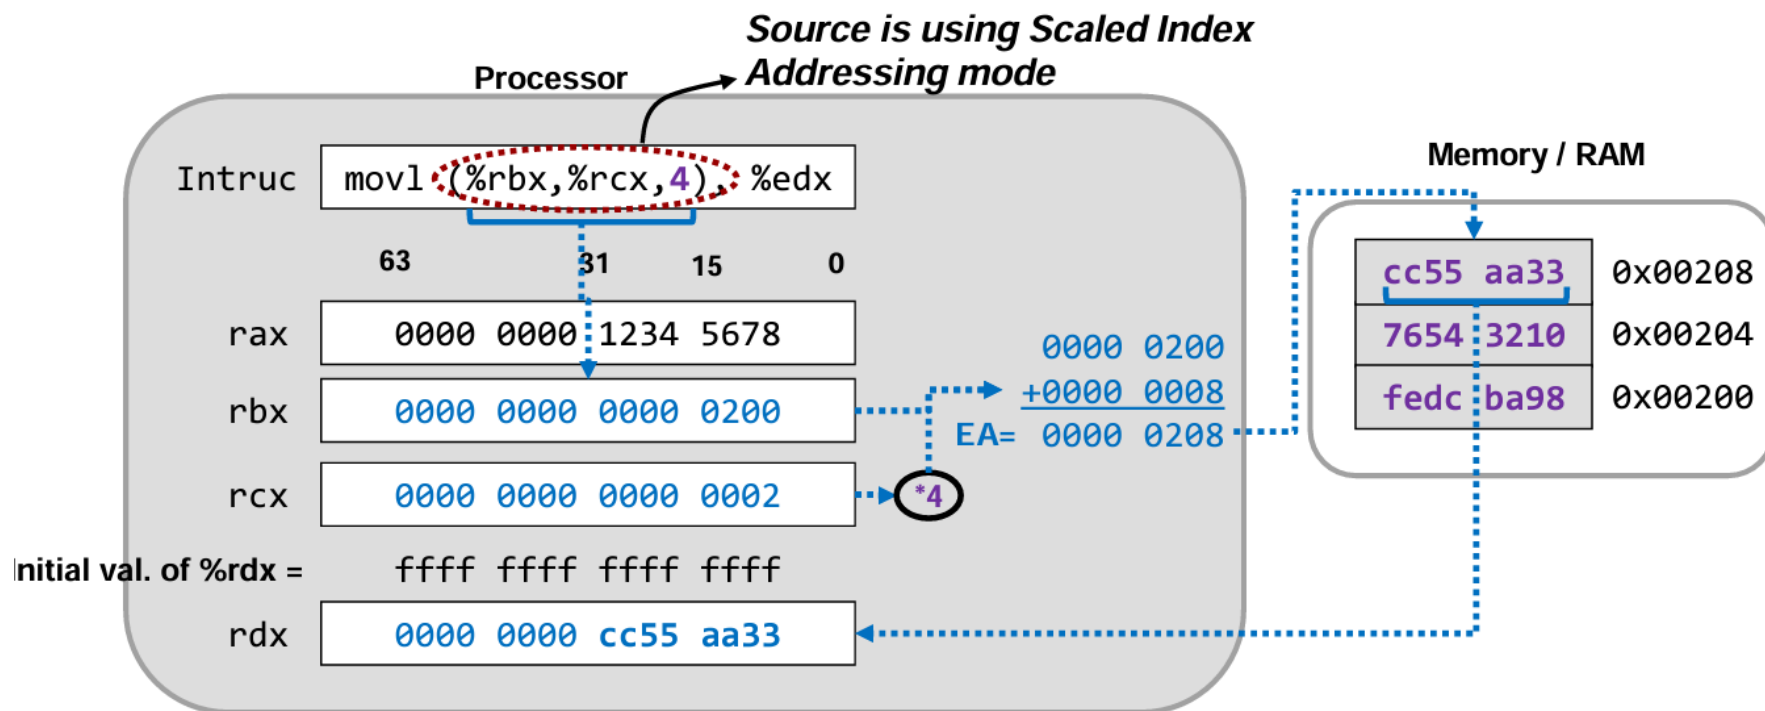 Source is using Scaled Index
Addressing mode
Processor
Intruc movl (%rbx,%rcx,4), %edx
Memory / RAM
63 31 15 0
cc55 aa33 0x00208
rax 0000 0000 1234 5678
0000 0200
7654 3210 0x00204
+0000 0008
fedc ba98 0x00200
rbx 0000 0000 0000 0200
EA= 0000 0208
rcx 0000 0000 0000 0002
*4
Initial val. of %rdx = ffff ffff ffff ffff
rdx 0000 0000 cc55 aa33